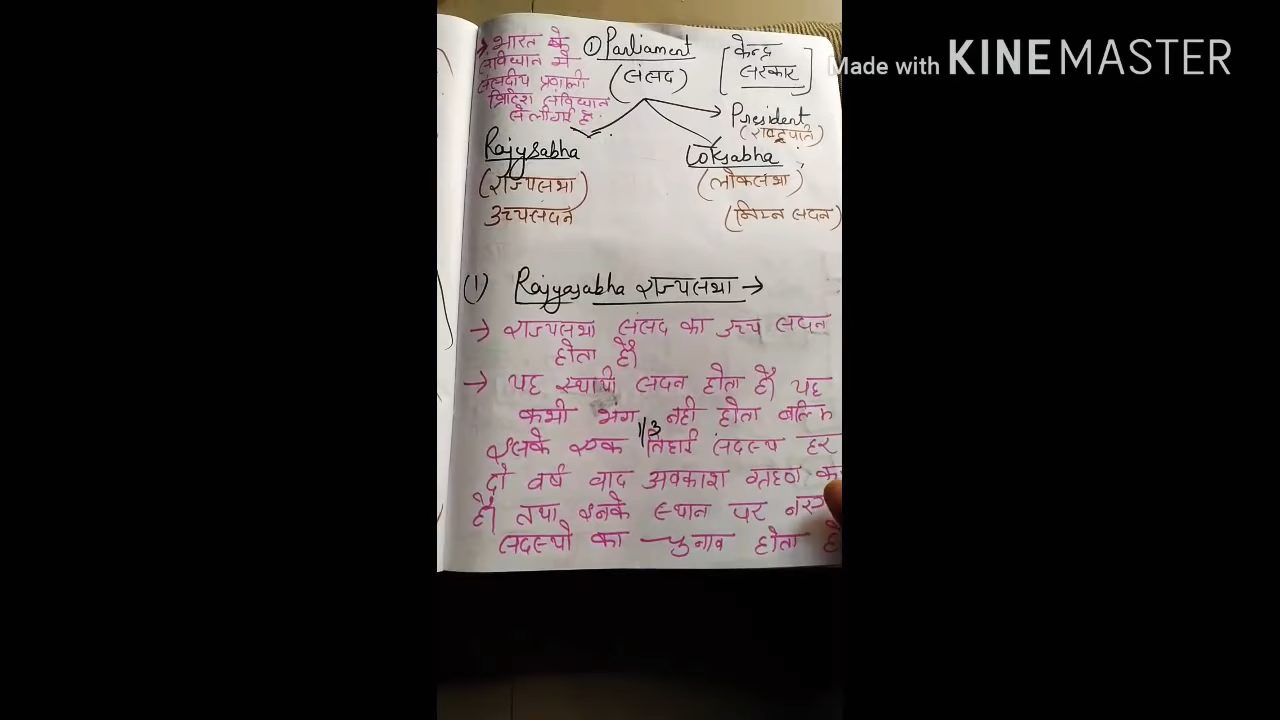 → भारत के
संविधान में
संसदीय प्रणाली
ब्रिटिश संविधान
से ली गई है.
① Parliament
(संसद)
[केन्द्र
सरकार]
Made with KINEMASTER
President
(राष्ट्रपति)
Rajysabha
(राज्यसभा)
उच्चसदन
Loksabha
(लोकसभा)
(निम्न सदन)
(1) Rajyasabha राज्यसभा →
→ राज्यसभा संसद का उच्च सदन
होता है।
→ यह स्थायी सदन होता है। यह
कभी भंग नही होता बल्कि
1/3
इसके एक तिहाई सदस्य हर
दो वर्ष बाद अवकाश ग्रहण
है। तथा इनके स्थान पर नए
सदस्यो का चुनाव होता है